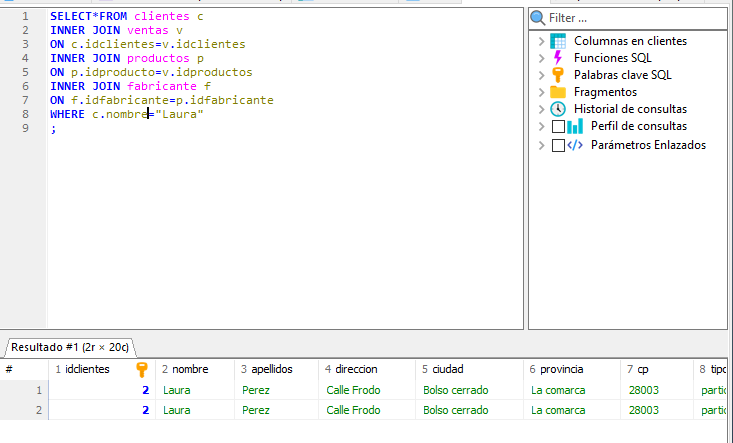 1 SELECT*FROM clientes c
2 INNER JOIN ventas v
3 ON c.idclientes=v.idclientes
4 INNER JOIN productos p
5 ON p.idproducto=v.idproductos
6 INNER JOIN fabricante f
7 ON f.idfabricante=p.idfabricante
8 WHERE c.nombre="Laura"
9 ;
Filter ...
Columnas en clientes
Funciones SQL
Palabras clave SQL
Fragmentos
Historial de consultas
Perfil de consultas
Parámetros Enlazados
Resultado #1 (2r × 20c)
# 1 idclientes 2 nombre 3 apellidos 4 direccion 5 ciudad 6 provincia 7 cp 8 tipo
1 2 Laura Perez Calle Frodo Bolso cerrado La comarca 28003 partic
2 2 Laura Perez Calle Frodo Bolso cerrado La comarca 28003 partic